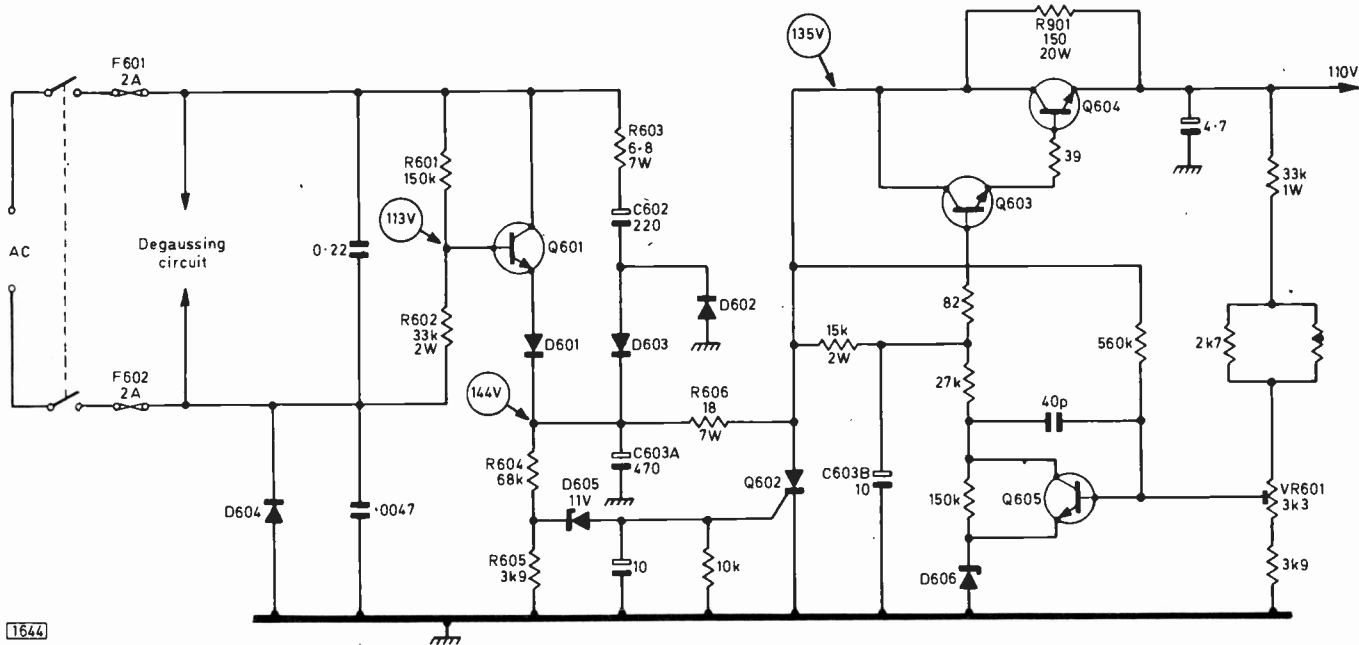 F601
2A
AC
Degaussing
circuit
F602
2A
D604
0·22
·0047
R601
150k
113V
R602
33k
2W
Q601
D601
144V
R604
68k
R605
3k9
D605
11V
10
R603
6·8
7W
C602
220
D602
D603
C603A
470
R606
18
7W
10k
Q602
135V
R901
150
20W
Q604
39
Q603
82
15k
2W
27k
C603B
10
40p
560k
150k
Q605
D606
110V
4·7
33k
1W
2k7
VR601
3k3
3k9
1644